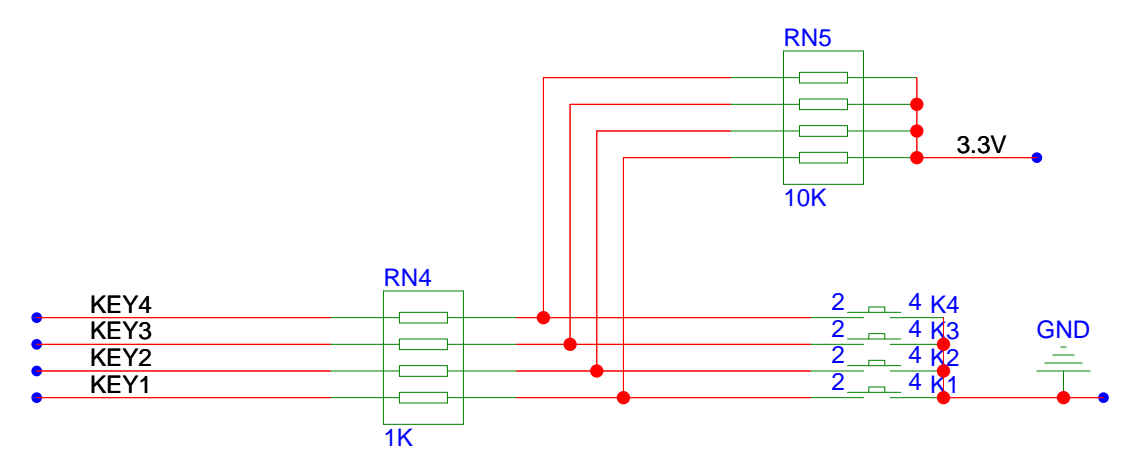 RN5
3.3V
10K
RN4
KEY4
2 4 K4
KEY3
2 4 K3
GND
KEY2
2 4 K2
KEY1
2 4 K1
1K